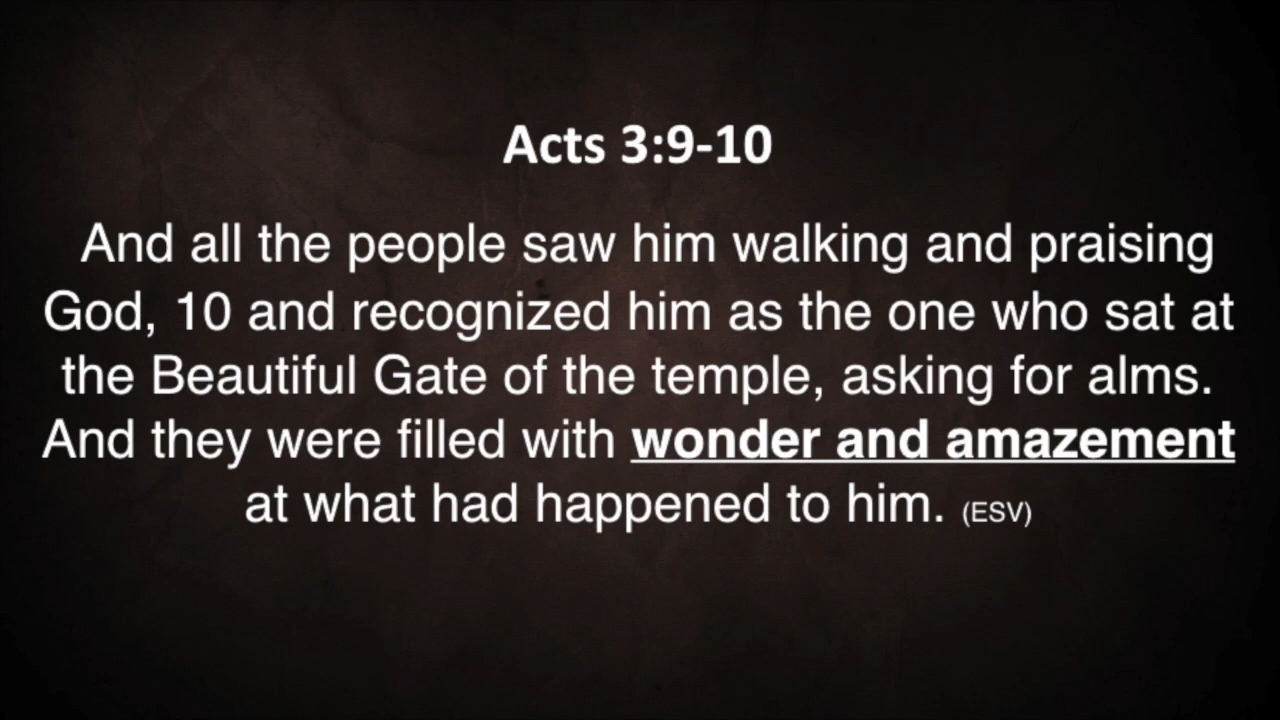 Acts 3:9-10
And all the people saw him walking and praising
God, 10 and recognized him as the one who sat at
the Beautiful Gate of the temple, asking for alms.
And they were filled with wonder and amazement
at what had happened to him. (ESV)